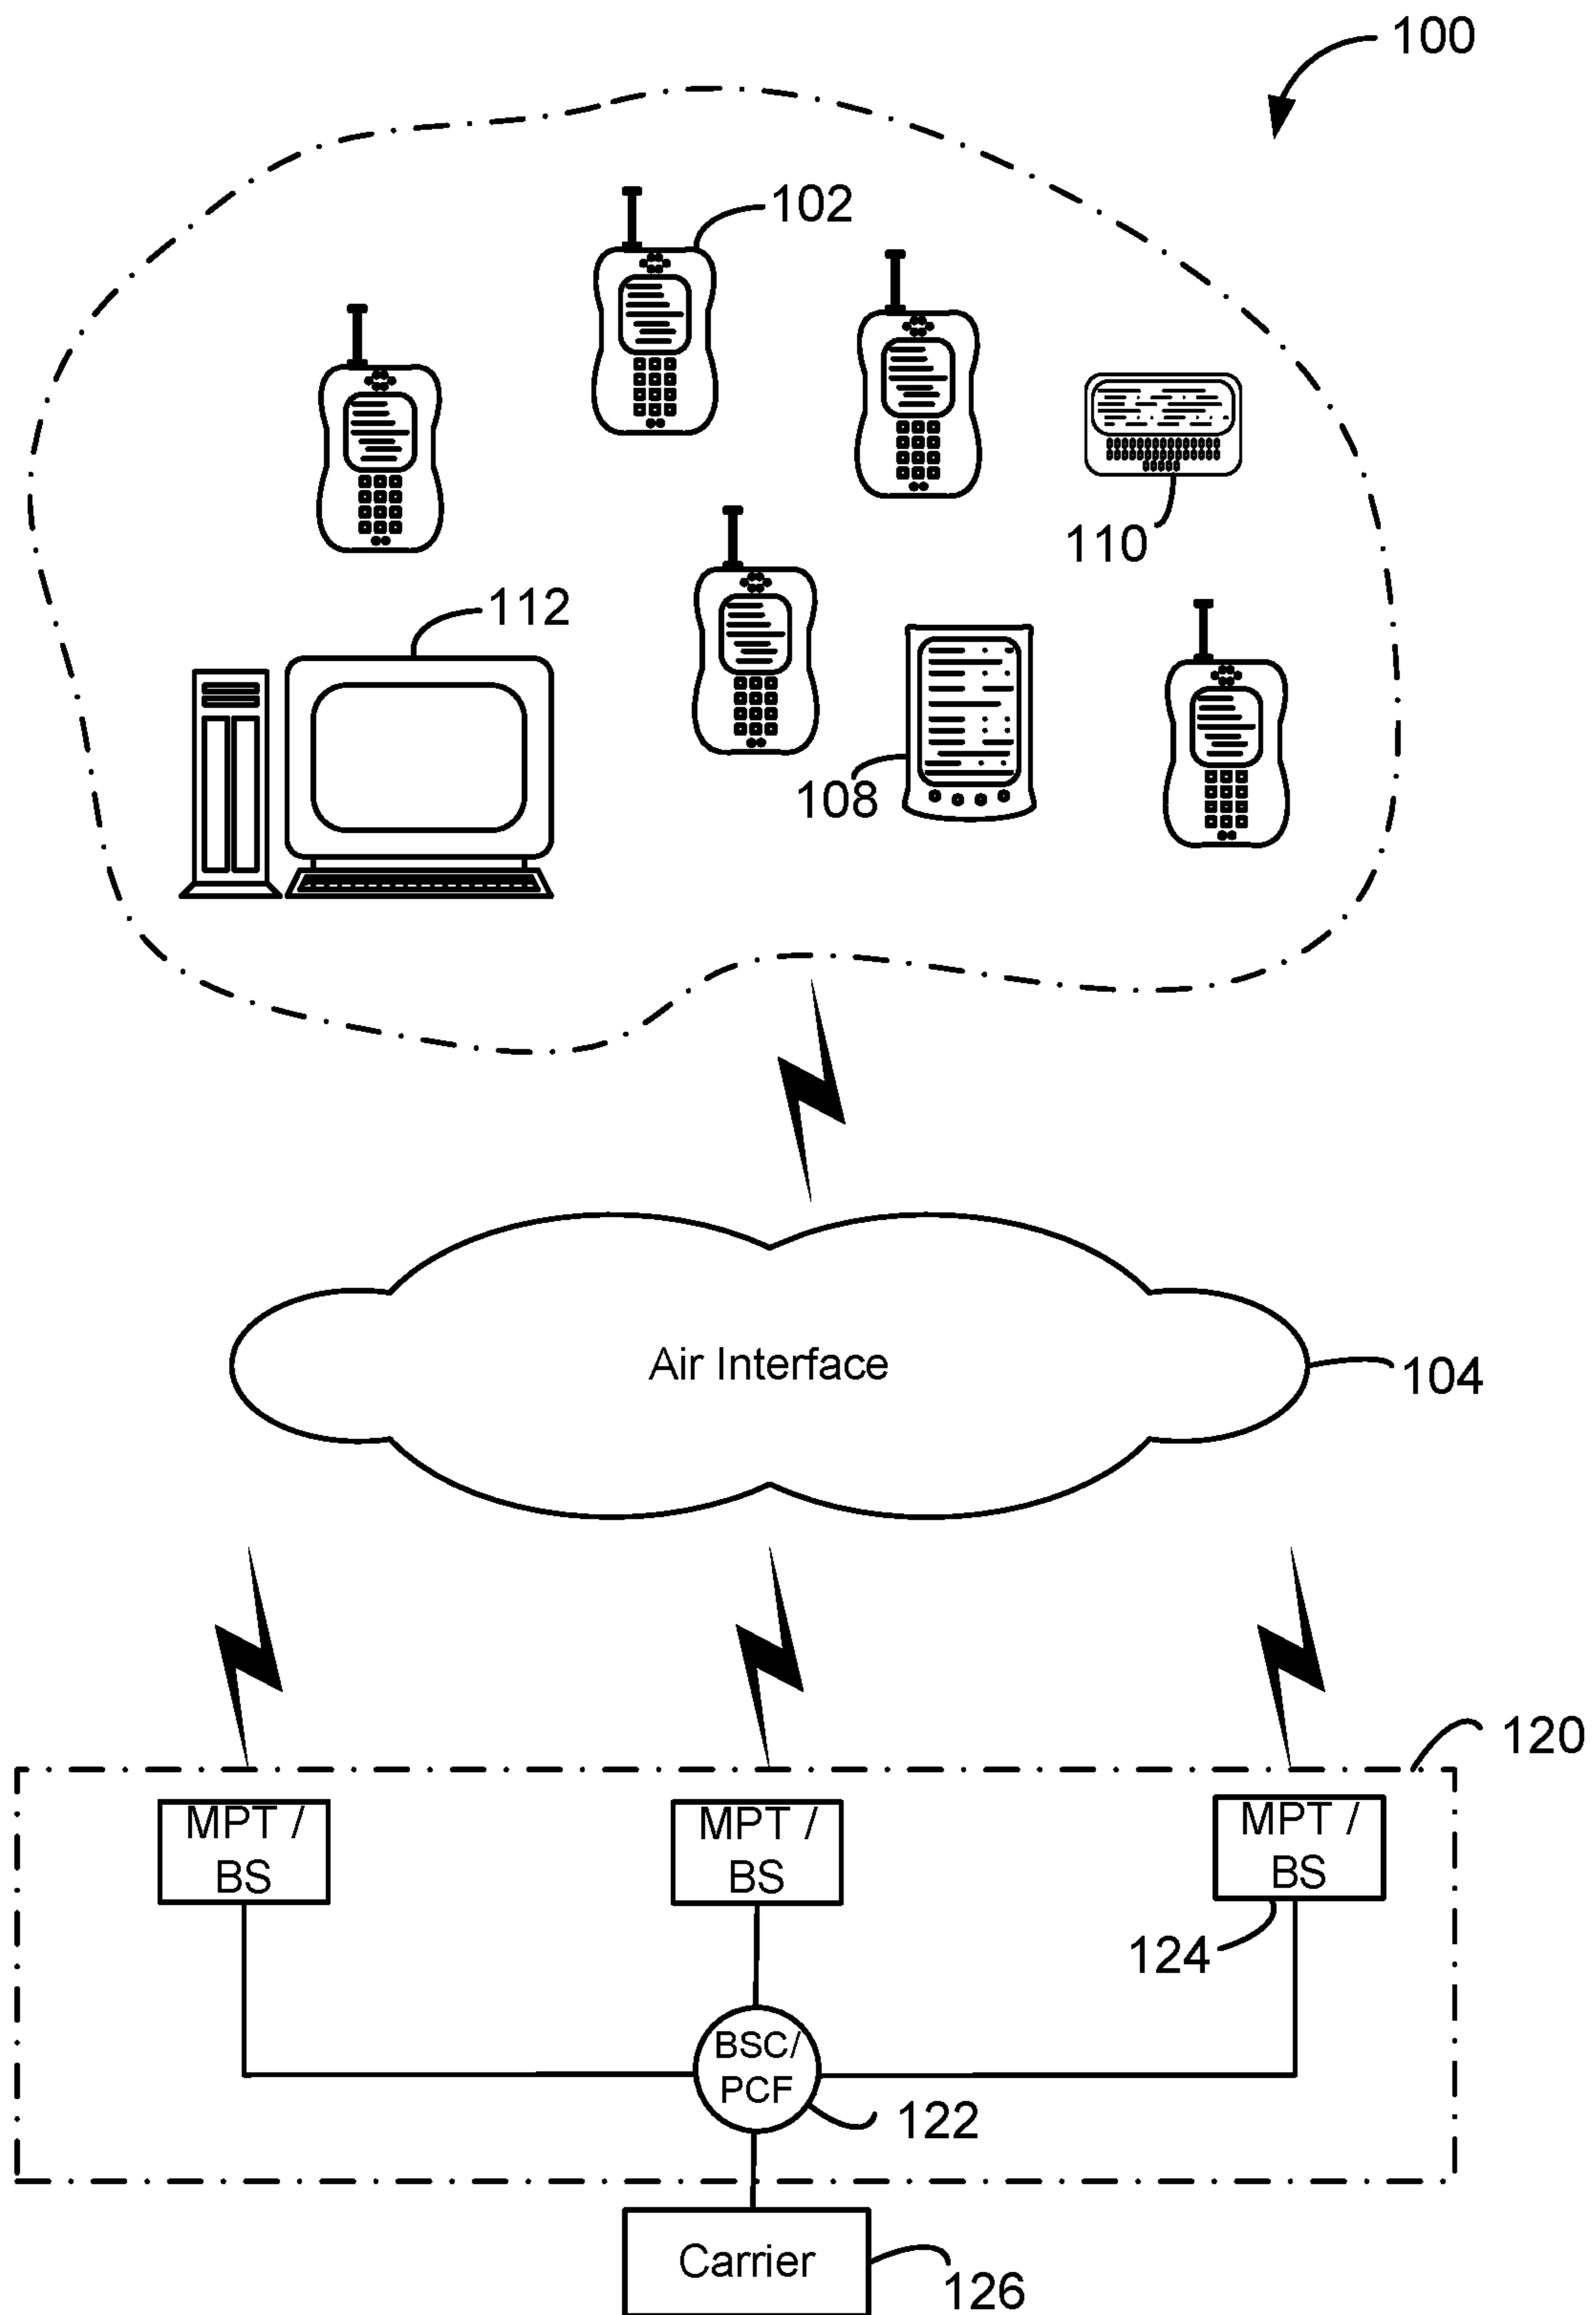 100
102
110
112
108
Air Interface
104
120
MPT /
BS
MPT /
BS
MPT /
BS
124
BSC/
PCF
122
Carrier
126